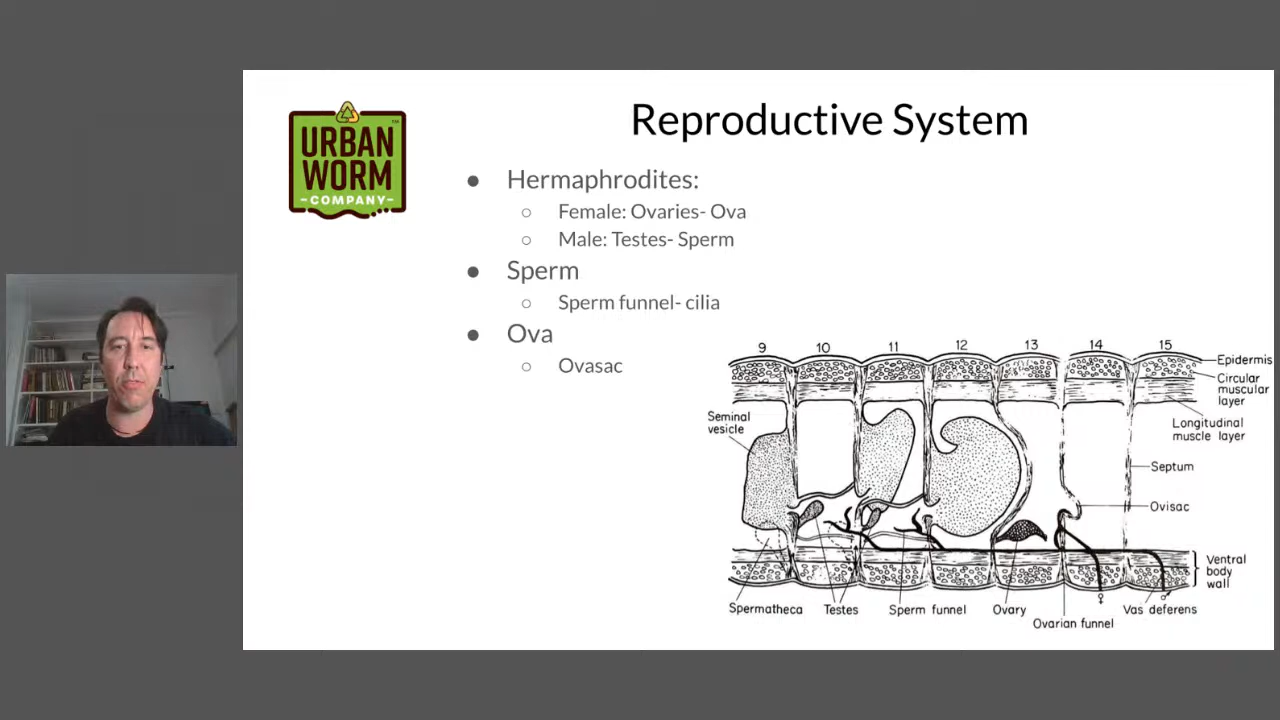 URBAN
WORM
-COMPANY-
™
Reproductive System
● Hermaphrodites:
○ Female: Ovaries- Ova
○ Male: Testes- Sperm
● Sperm
○ Sperm funnel- cilia
● Ova
○ Ovasac
9 10 11 12 13 14 15
Epidermis
Circular
muscular
layer
Longitudinal
muscle layer
Seminal
vesicle
Septum
Ovisac
Ventral
body
wall
♀ ♂
Spermatheca Testes Sperm funnel Ovary Vas deferens
Ovarian funnel